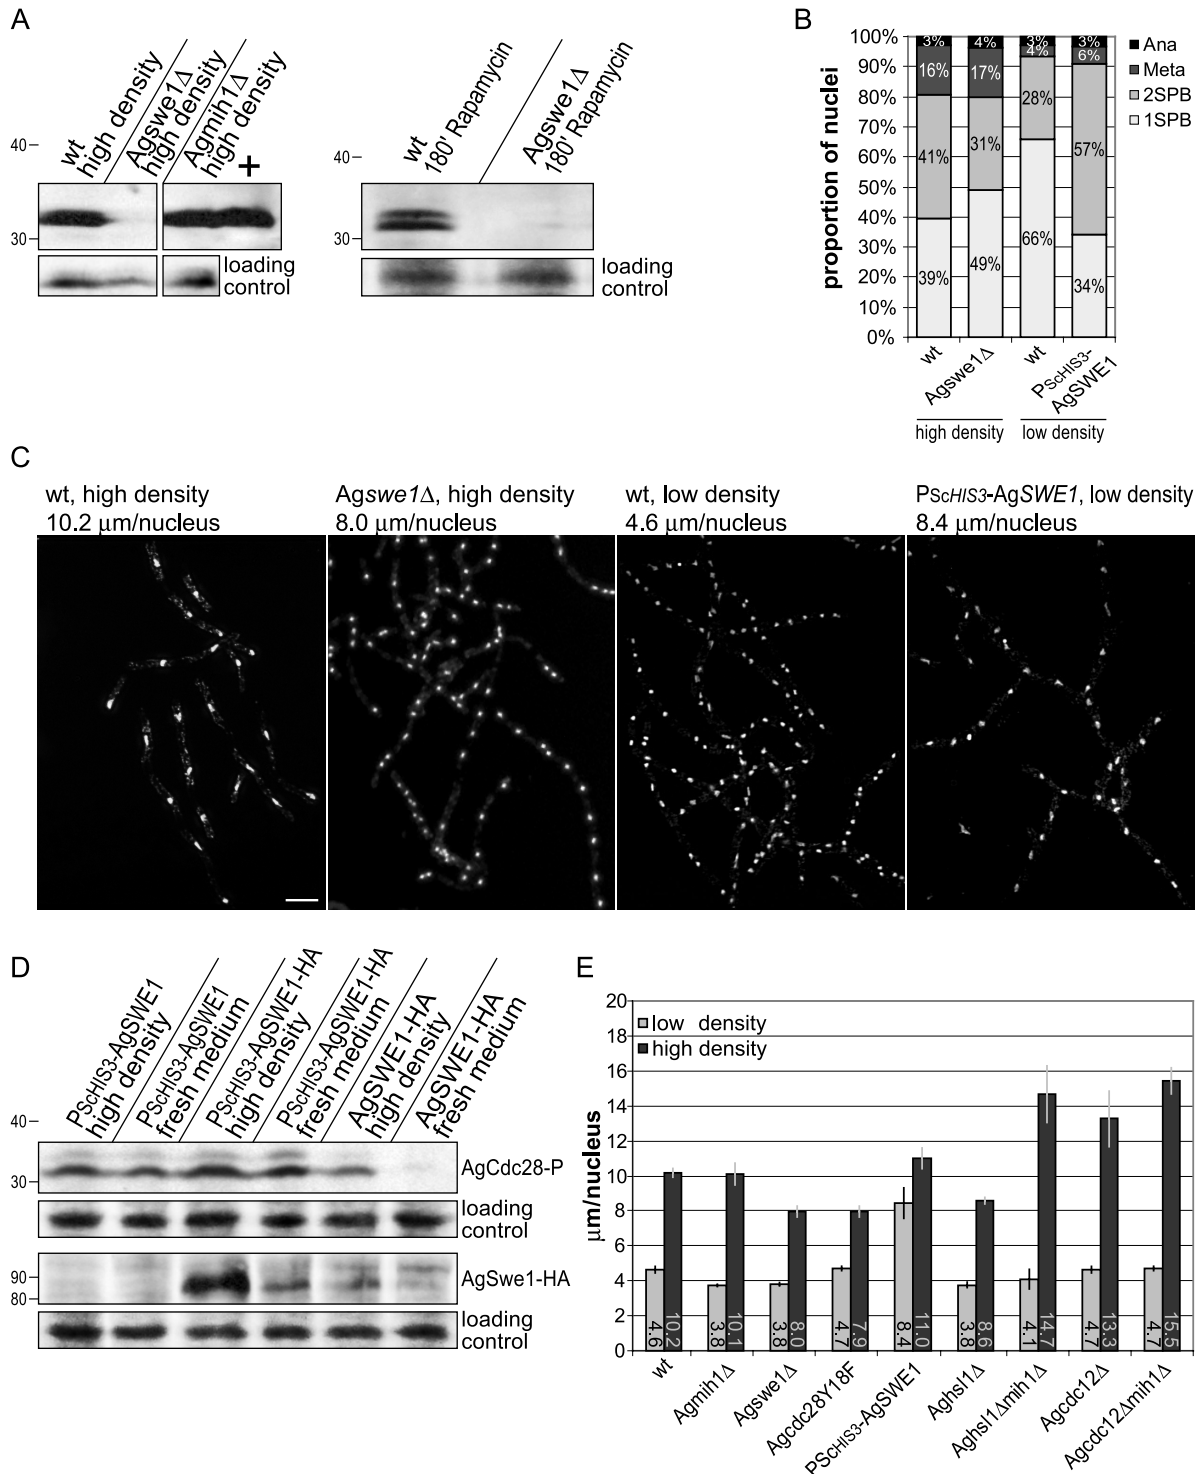 A
wt
high density
Agswe1Δ
high density
Agmih1Δ
high density
+
40
30
loading
control
wt
180' Rapamycin
Agswe1Δ
180' Rapamycin
40
30
loading
control
B
proportion of nuclei
100%
90%
80%
70%
60%
50%
40%
30%
20%
10%
0%
3%
16%
41%
39%
4%
17%
31%
49%
3%
4%
28%
66%
3%
6%
57%
34%
Ana
Meta
2SPB
1SPB
wt
Agswe1Δ
wt
PScHIS3-
AgSWE1
high density
low density
C
wt, high density
10.2 µm/nucleus
Agswe1Δ, high density
8.0 µm/nucleus
wt, low density
4.6 µm/nucleus
PScHIS3-AgSWE1, low density
8.4 µm/nucleus
D
PScHIS3-AgSWE1
high density
PScHIS3-AgSWE1
fresh medium
PScHIS3-AgSWE1-HA
high density
PScHIS3-AgSWE1-HA
fresh medium
AgSWE1-HA
high density
AgSWE1-HA
fresh medium
40
30
AgCdc28-P
loading
control
90
80
AgSwe1-HA
loading
control
E
µm/nucleus
20
18
16
14
12
10
8
6
4
2
0
low density
high density
4.6
10.2
3.8
10.1
3.8
8.0
4.7
7.9
8.4
11.0
3.8
8.6
4.1
14.7
4.7
13.3
4.7
15.5
wt
Agmih1Δ
Agswe1Δ
Agcdc28Y18F
PScHIS3-AgSWE1
Aghsl1Δ
Aghsl1Δmih1Δ
Agcdc12Δ
Agcdc12Δmih1Δ